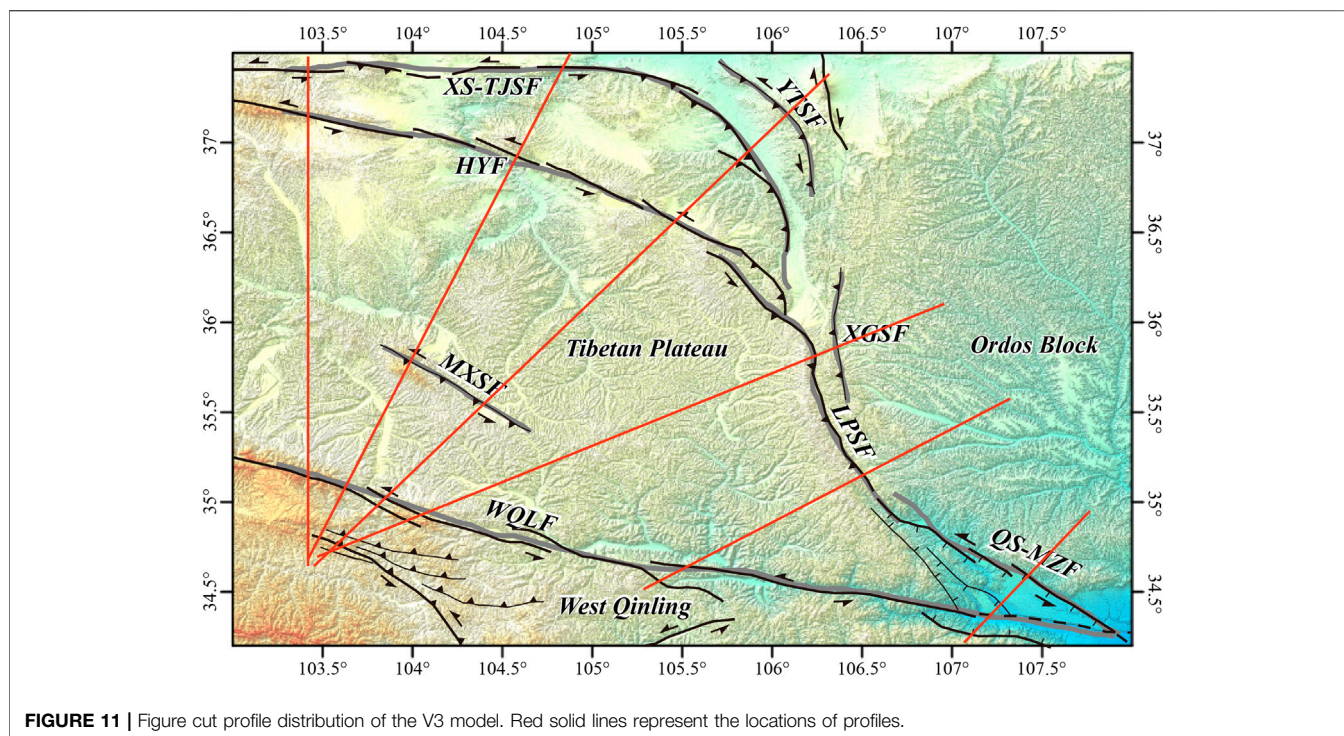 103.5° 104° 104.5° 105° 105.5° 106° 106.5° 107° 107.5°
XS-TJSF
YTSF
37° 37°
HYF
36.5° 36.5°
36° 36°
XGSF
Tibetan Plateau
Ordos Block
MXSF
35.5° 35.5°
LPSF
35° 35°
WQLF
QS-MZF
34.5° 34.5°
West Qinling
103.5° 104° 104.5° 105° 105.5° 106° 106.5° 107° 107.5°
FIGURE 11 | Figure cut profile distribution of the V3 model. Red solid lines represent the locations of profiles.